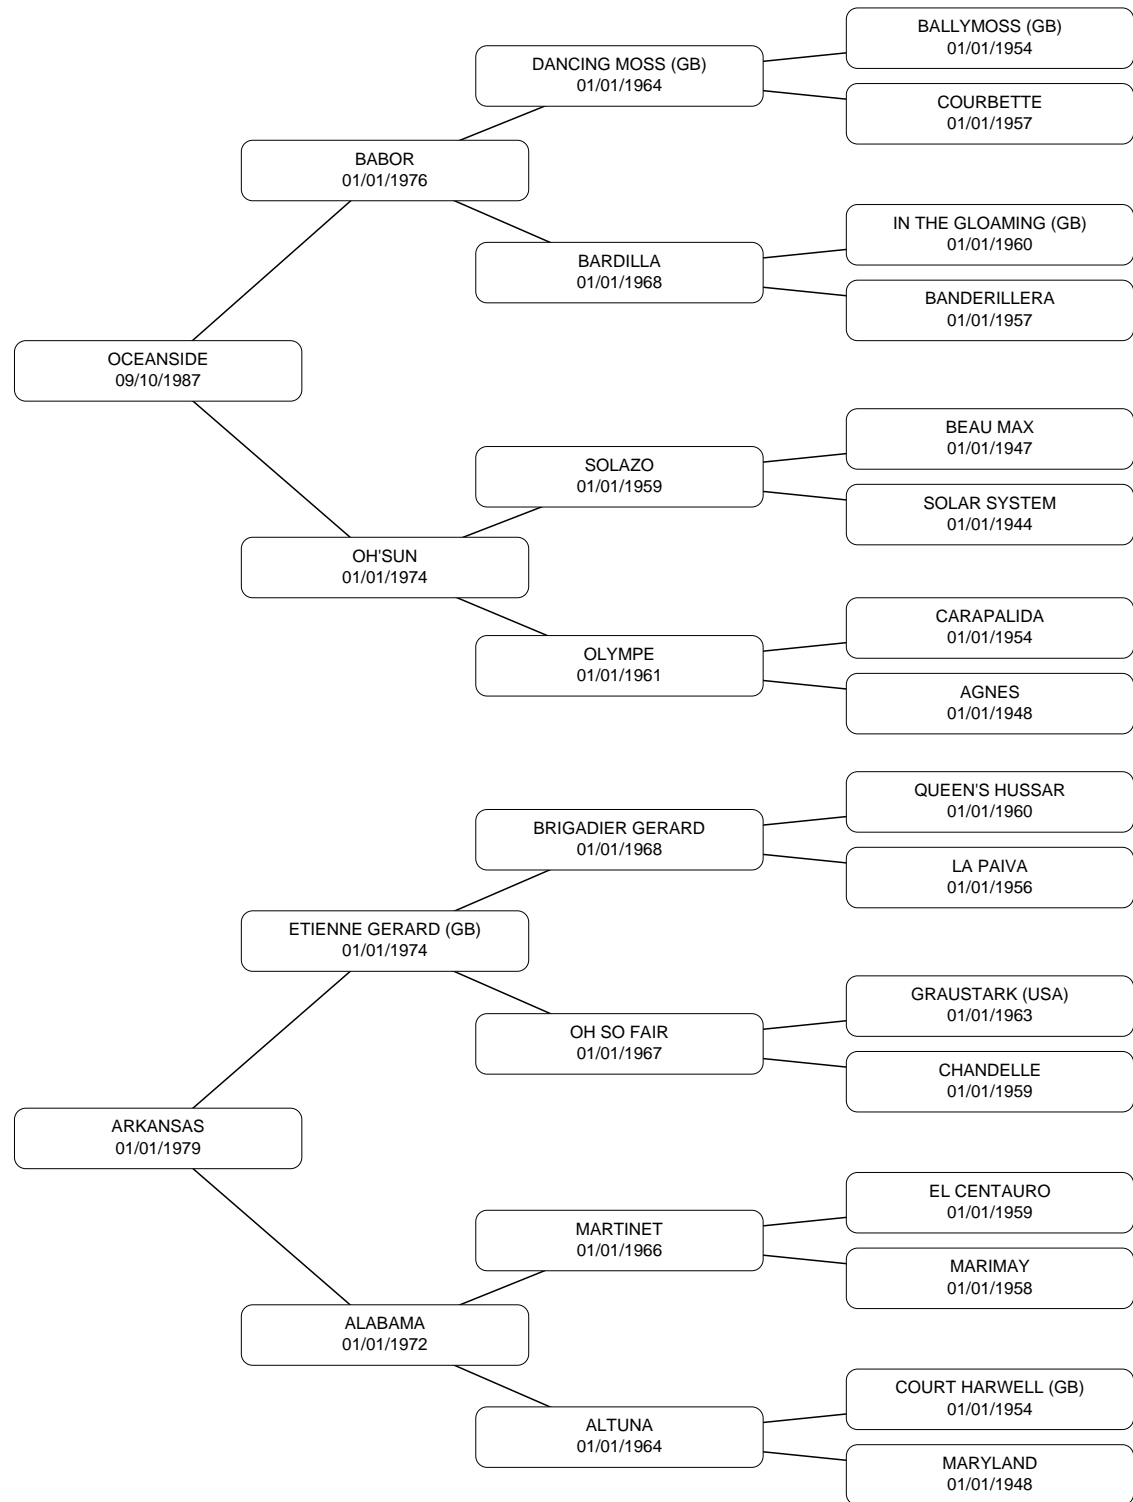 BALLYMOSS (GB)
01/01/1954
DANCING MOSS (GB)
01/01/1964
COURBETTE
01/01/1957
BABOR
01/01/1976
IN THE GLOAMING (GB)
01/01/1960
BARDILLA
01/01/1968
BANDERILLERA
01/01/1957
OCEANSIDE
09/10/1987
BEAU MAX
01/01/1947
SOLAZO
01/01/1959
SOLAR SYSTEM
01/01/1944
OH'SUN
01/01/1974
CARAPALIDA
01/01/1954
OLYMPE
01/01/1961
AGNES
01/01/1948
QUEEN'S HUSSAR
01/01/1960
BRIGADIER GERARD
01/01/1968
LA PAIVA
01/01/1956
ETIENNE GERARD (GB)
01/01/1974
GRAUSTARK (USA)
01/01/1963
OH SO FAIR
01/01/1967
CHANDELLE
01/01/1959
ARKANSAS
01/01/1979
EL CENTAURO
01/01/1959
MARTINET
01/01/1966
MARIMAY
01/01/1958
ALABAMA
01/01/1972
COURT HARWELL (GB)
01/01/1954
ALTUNA
01/01/1964
MARYLAND
01/01/1948